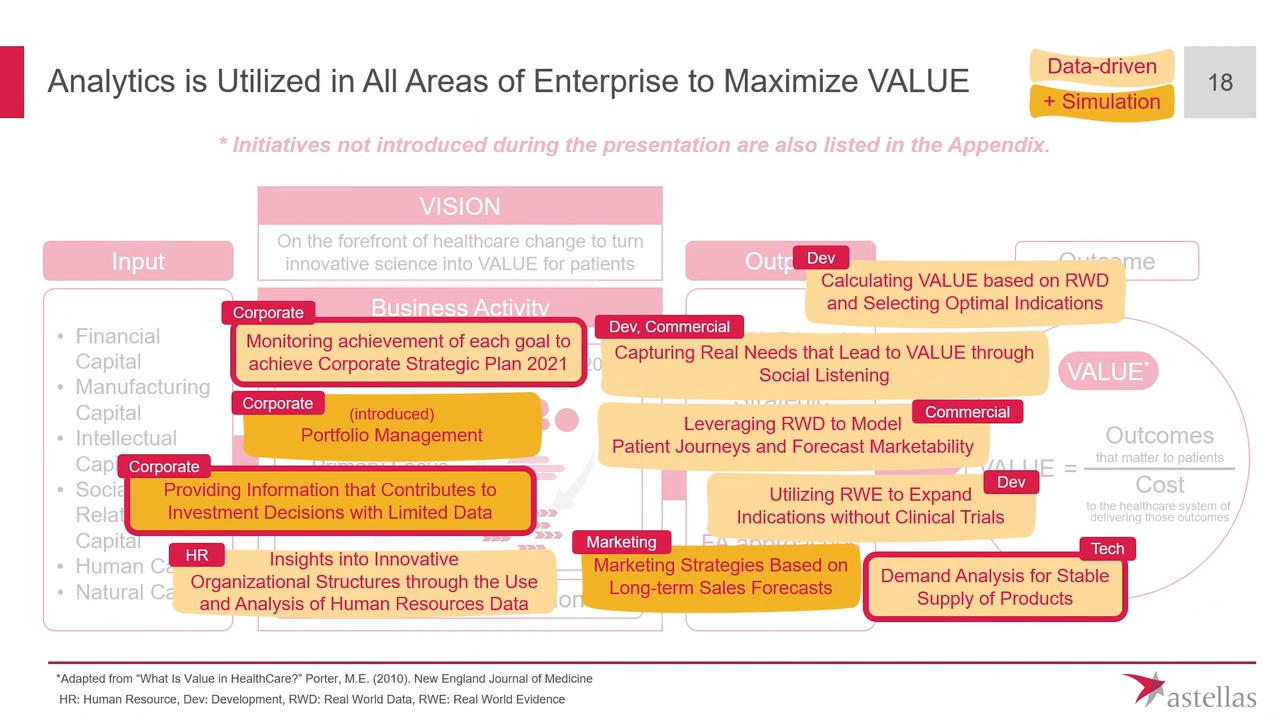 Analytics is Utilized in All Areas of Enterprise to Maximize VALUE
Data-driven
+ Simulation
18
* Initiatives not introduced during the presentation are also listed in the Appendix.
VISION
On the forefront of healthcare change to turn
innovative science into VALUE for patients
Input
Business Activity
• Financial
Capital
• Manufacturing
Capital
• Intellectual
• Human
• Natural
Capital
Dev
Calculating VALUE based on RWD
and Selecting Optimal Indications
Corporate
Monitoring achievement of each goal to
achieve Corporate Strategic Plan 2021
Dev, Commercial
Capturing Real Needs that Lead to VALUE through
Social Listening
VALUE*
Corporate
(introduced)
Portfolio Management
Commercial
Leveraging RWD to Model
Patient Journeys and Forecast Marketability
Corporate
Providing Information that Contributes to
Investment Decisions with Limited Data
Dev
Utilizing RWE to Expand
Indications without Clinical Trials
=
Outcomes
that matter to patients
Cost
to the healthcare system of
delivering those outcomes
HR
Insights into Innovative
Organizational Structures through the Use
and Analysis of Human Resources Data
Marketing
Marketing Strategies Based on
Long-term Sales Forecasts
Tech
Demand Analysis for Stable
Supply of Products
*Adapted from “What Is Value in HealthCare?” Porter, M.E. (2010). New England Journal of Medicine
HR: Human Resource, Dev: Development, RWD: Real World Data, RWE: Real World Evidence
astellas